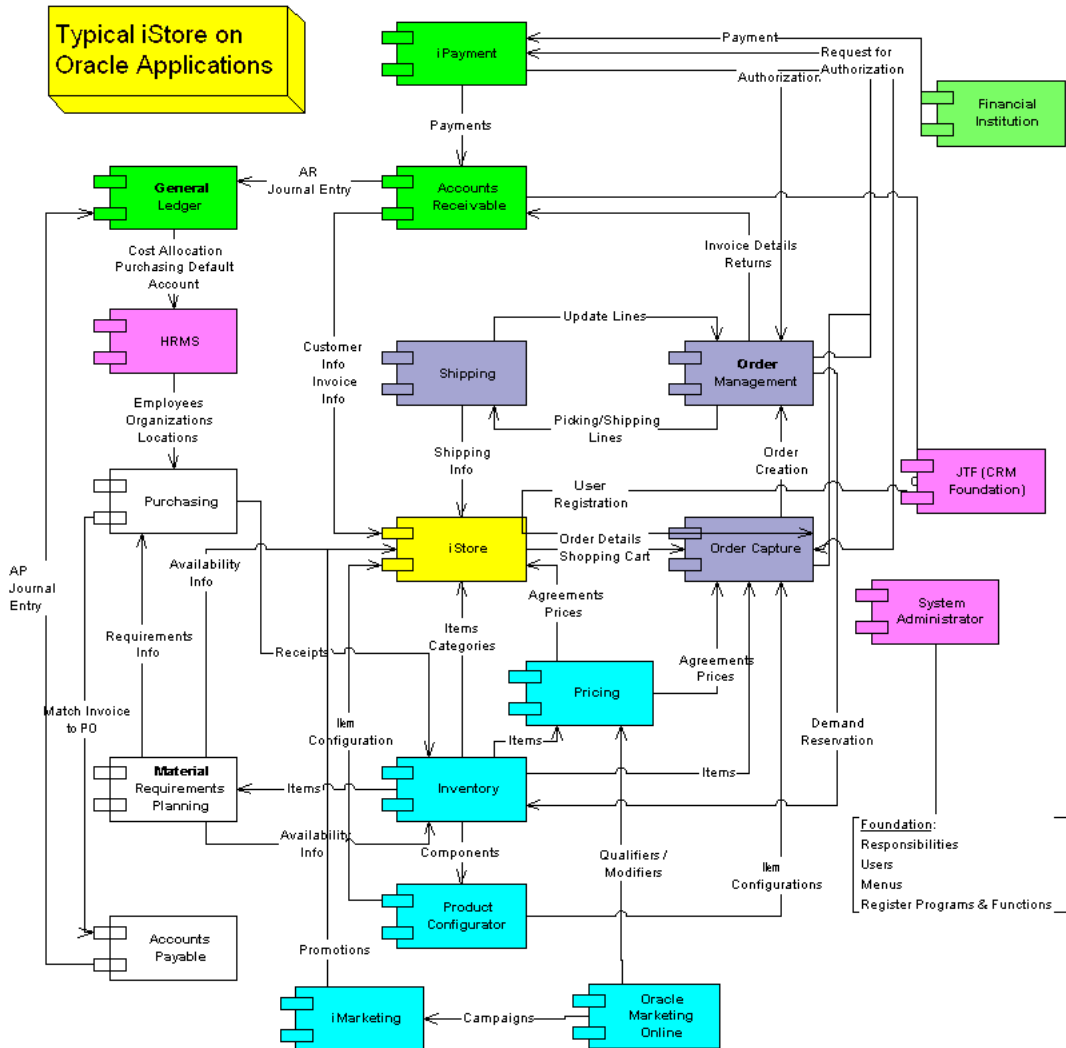 Typical iStore on
Oracle Applications
iPayment
Payment
Request for
Authorization
Authorization
Financial
Institution
Payments
General
Ledger
AR
Journal Entry
Accounts
Receivable
Cost Allocation
Purchasing Default
Account
Invoice Details
Returns
HRMS
Customer
Info
Invoice
Info
Update Lines
Shipping
Order
Management
Employees
Organizations
Locations
Picking/Shipping
Lines
Shipping
Info
Order
Creation
Purchasing
User
Registration
JTF (CRM
Foundation)
iStore
Order Details
Shopping Cart
Order Capture
AP
Journal
Entry
Availability
Info
Agreements
Prices
System
Administrator
Requirements
Info
Receipts
Items
Categories
Pricing
Agreements
Prices
Match Invoice
to PO
Item
Configuration
Items
Demand
Reservation
Material
Requirements
Planning
Items
Inventory
Items
Availability
Info
Components
Qualifiers /
Modifiers
Item
Configurations
Foundation:
Responsibilities
Users
Menus
Register Programs & Functions
Product
Configurator
Accounts
Payable
Promotions
iMarketing
Campaigns
Oracle
Marketing
Online